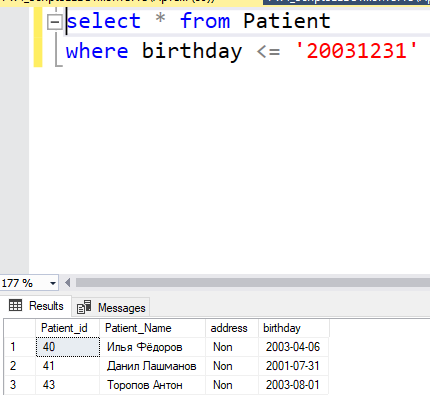 select * from Patient
where birthday <= '20031231'
177 %
Results Messages
Patient_id Patient_Name address birthday
1 40 Илья Фёдоров Non 2003-04-06
2 41 Данил Лашманов Non 2001-07-31
3 43 Торопов Антон Non 2003-08-01